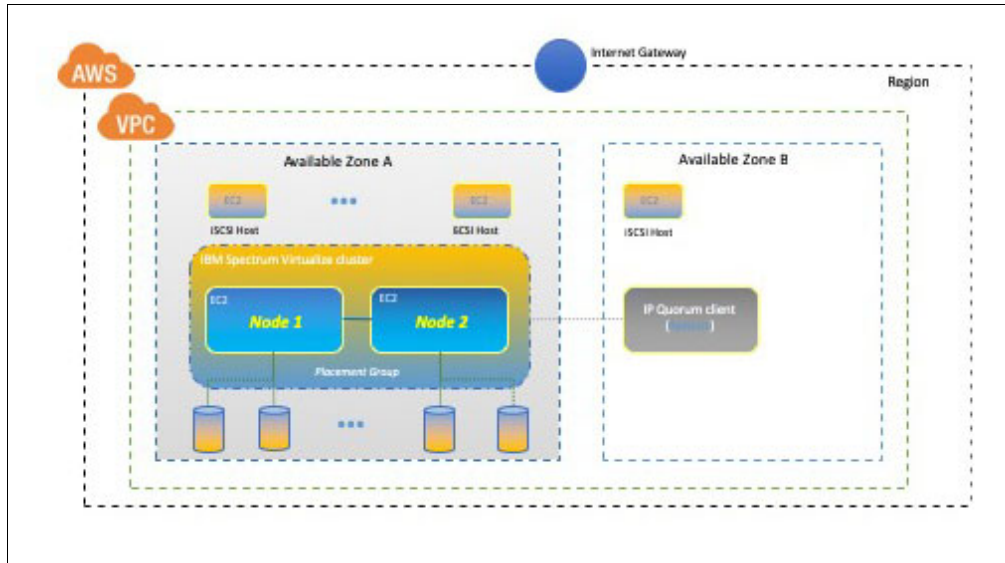 Internet Gateway
AWS
Region
VPC
Available Zone A
Available Zone B
EC2
EC2
EC2
iSCSI Host
iSCSI Host
iSCSI Host
IBM Spectrum Virtualize cluster
EC2
EC2
Node 1
Node 2
IP Quorum client
Placement Group